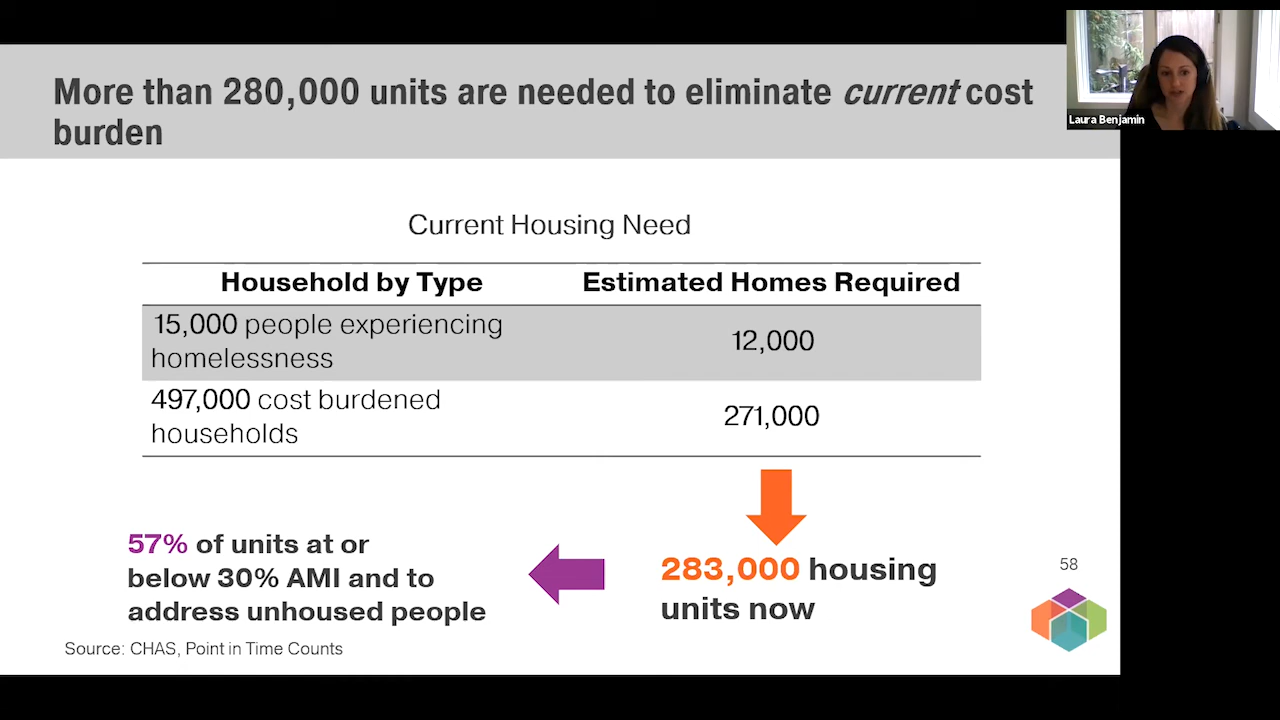 More than 280,000 units are needed to eliminate current cost
burden
Laura Benjamin
Current Housing Need
Household by Type
Estimated Homes Required
15,000 people experiencing
homelessness
12,000
497,000 cost burdened
households
271,000
57% of units at or
below 30% AMI and to
address unhoused people
283,000 housing
units now
58
Source: CHAS, Point in Time Counts